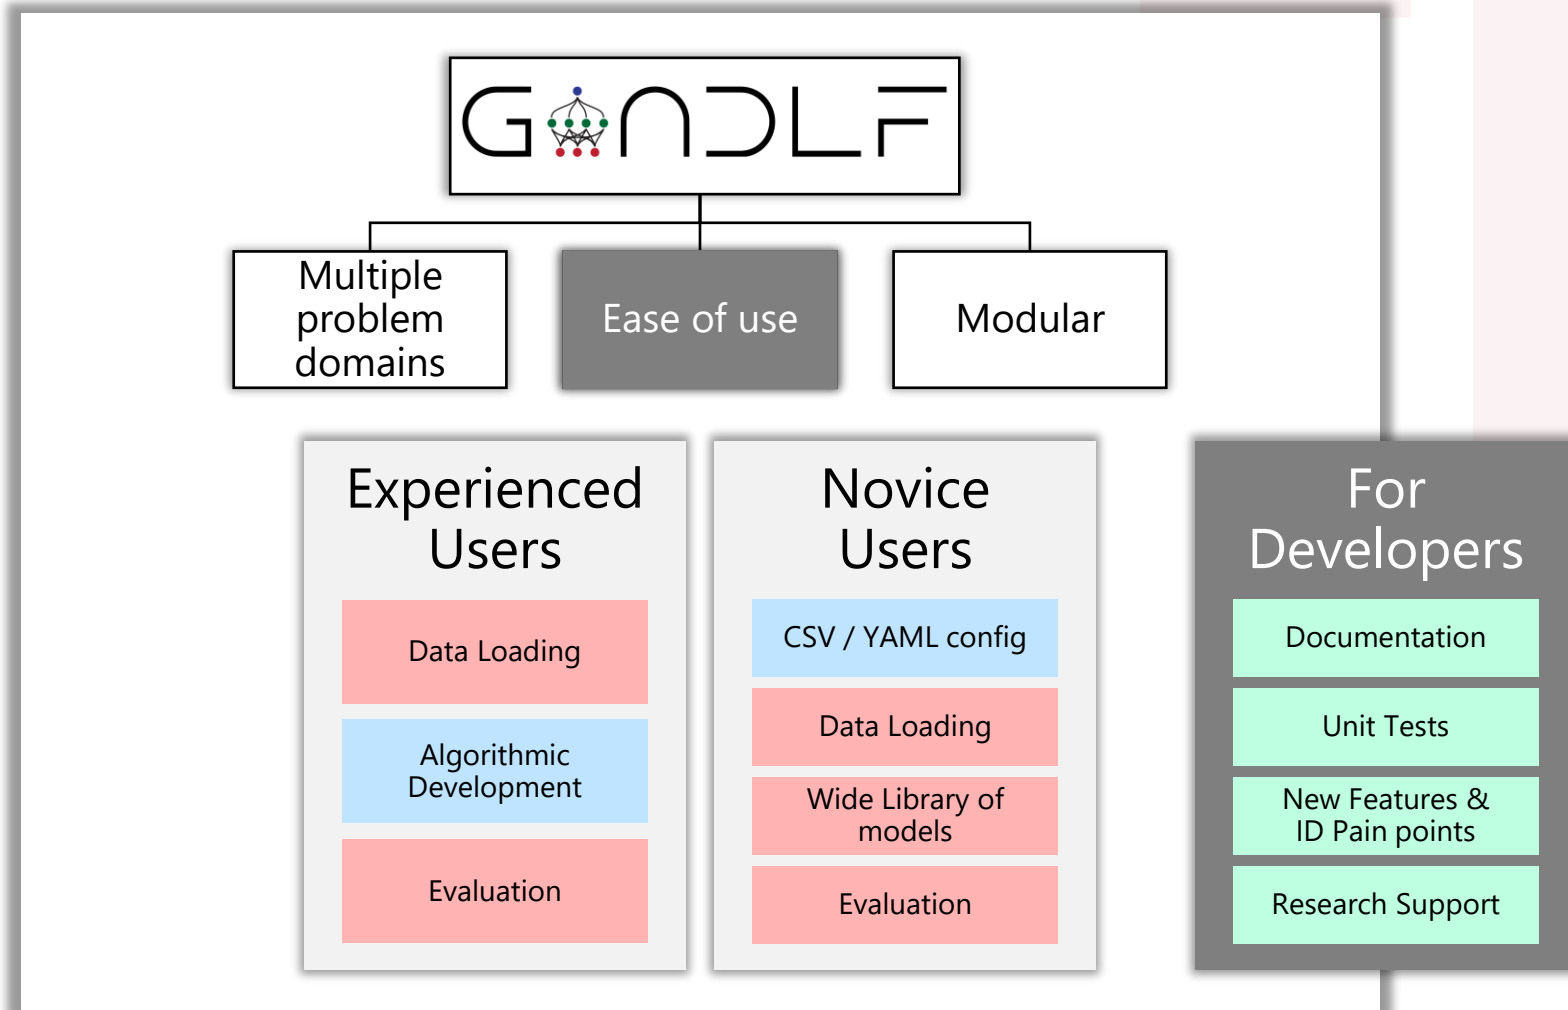 GANDLF
Multiple
problem
domains
Ease of use
Modular
Experienced
Users
Data Loading
Algorithmic
Development
Evaluation
Novice
Users
CSV / YAML config
Data Loading
Wide Library of
models
Evaluation
For
Developers
Documentation
Unit Tests
New Features &
ID Pain points
Research Support